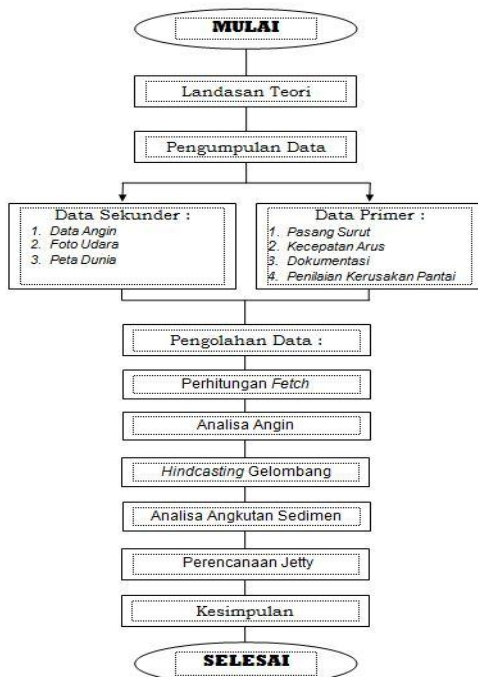 MULAI
Landasan Teori
Pengumpulan Data
Data Sekunder :
1. Data Angin
2. Foto Udara
3. Peta Dunia
Data Primer :
1. Pasang Surut
2. Kecepatan Arus
3. Dokumentasi
4. Penilaian Kerusakan Pantai
Pengolahan Data :
Perhitungan Fetch
Analisa Angin
Hindcasting Gelombang
Analisa Angkutan Sedimen
Perencanaan Jetty
Kesimpulan
SELESAI